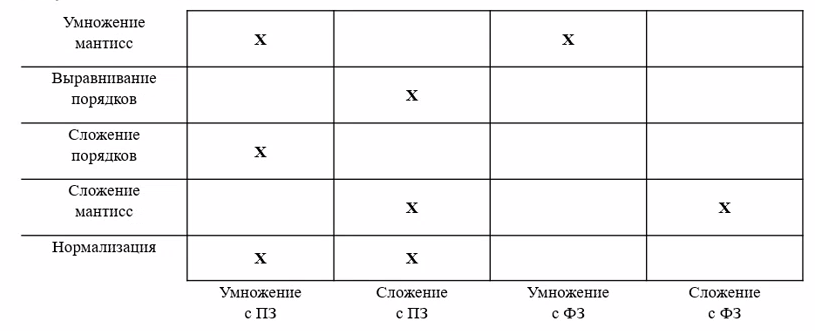 Умножение
мантисс
X X
Выравнивание
порядков
X
Сложение
порядков
X
Сложение
мантисс
X X
Нормализация
X X
Умножение Сложение Умножение Сложение
с ПЗ с ПЗ с ФЗ с ФЗ